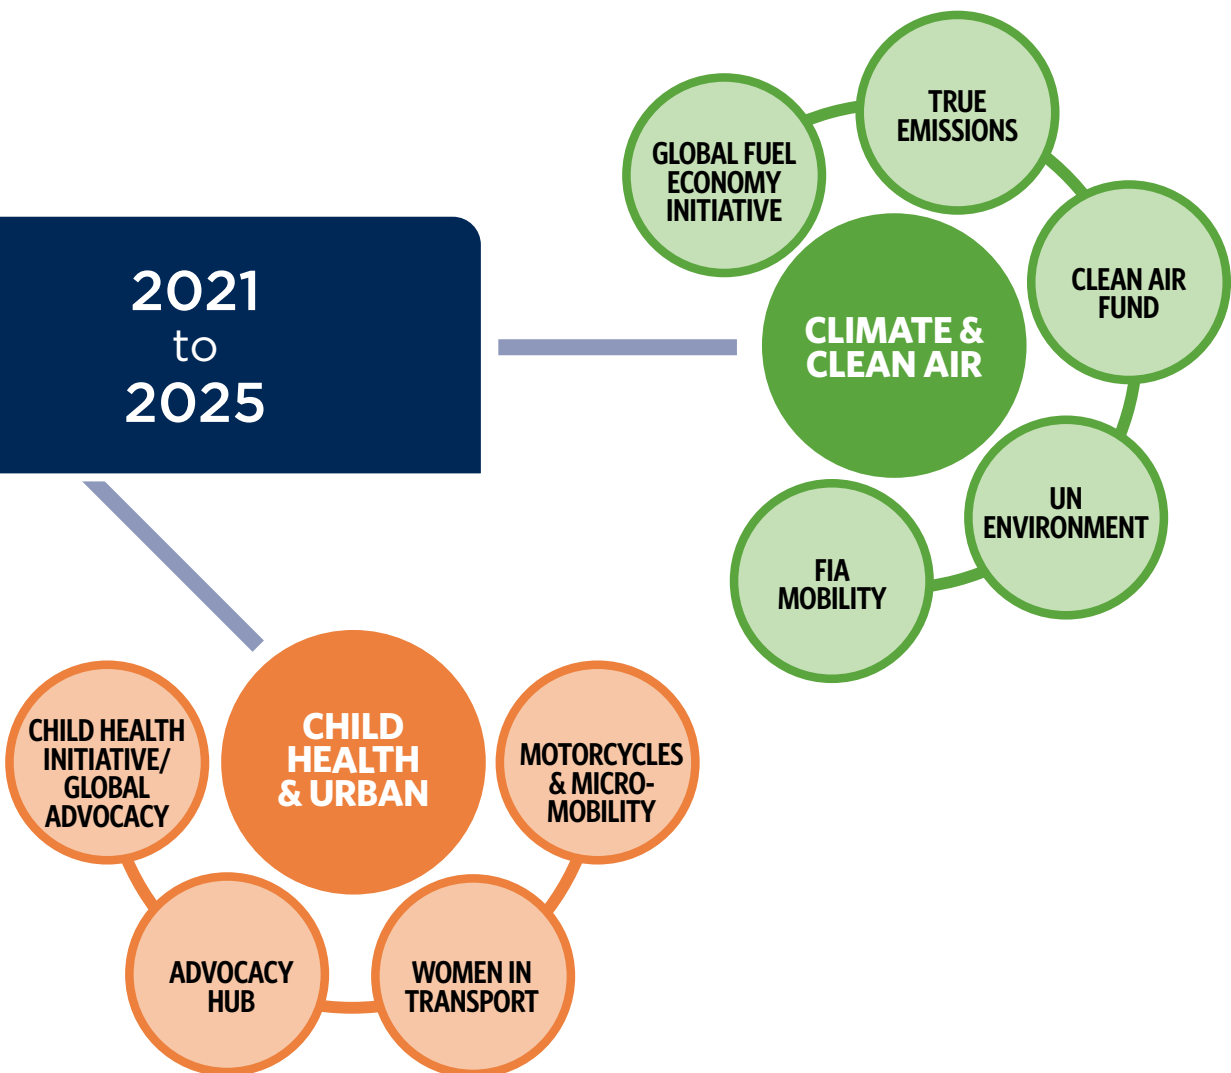 2021
to
2025
CLIMATE &
CLEAN AIR
GLOBAL FUEL
ECONOMY
INITIATIVE
TRUE
EMISSIONS
CLEAN AIR
FUND
UN
ENVIRONMENT
FIA
MOBILITY
CHILD
HEALTH
& URBAN
CHILD HEALTH
INITIATIVE/
GLOBAL
ADVOCACY
ADVOCACY
HUB
WOMEN IN
TRANSPORT
MOTORCYCLES
& MICRO-
MOBILITY